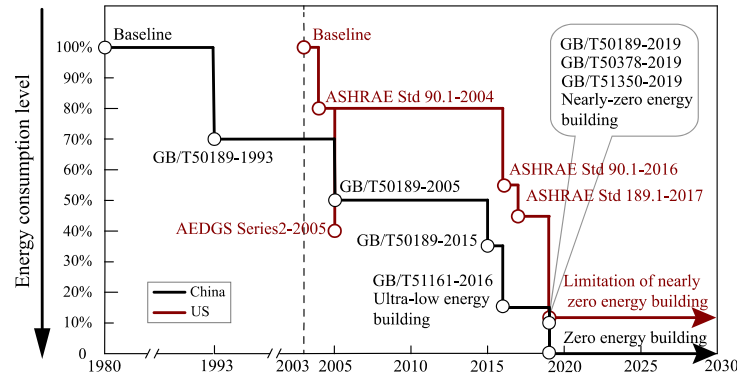 Energy consumption level
100%
90%
80%
70%
60%
50%
40%
30%
20%
10%
0
Baseline
Baseline
GB/T50189-2019
GB/T50378-2019
GB/T51350-2019
Nearly-zero energy
building
ASHRAE Std 90.1-2004
GB/T50189-1993
ASHRAE Std 90.1-2016
GB/T50189-2005
ASHRAE Std 189.1-2017
AEDGS Series2-2005
GB/T50189-2015
GB/T51161-2016
Ultra-low energy
building
Limitation of nearly
zero energy building
China
US
Zero energy building
1980
1993
2003
2005
2010
2015
2020
2025
2030